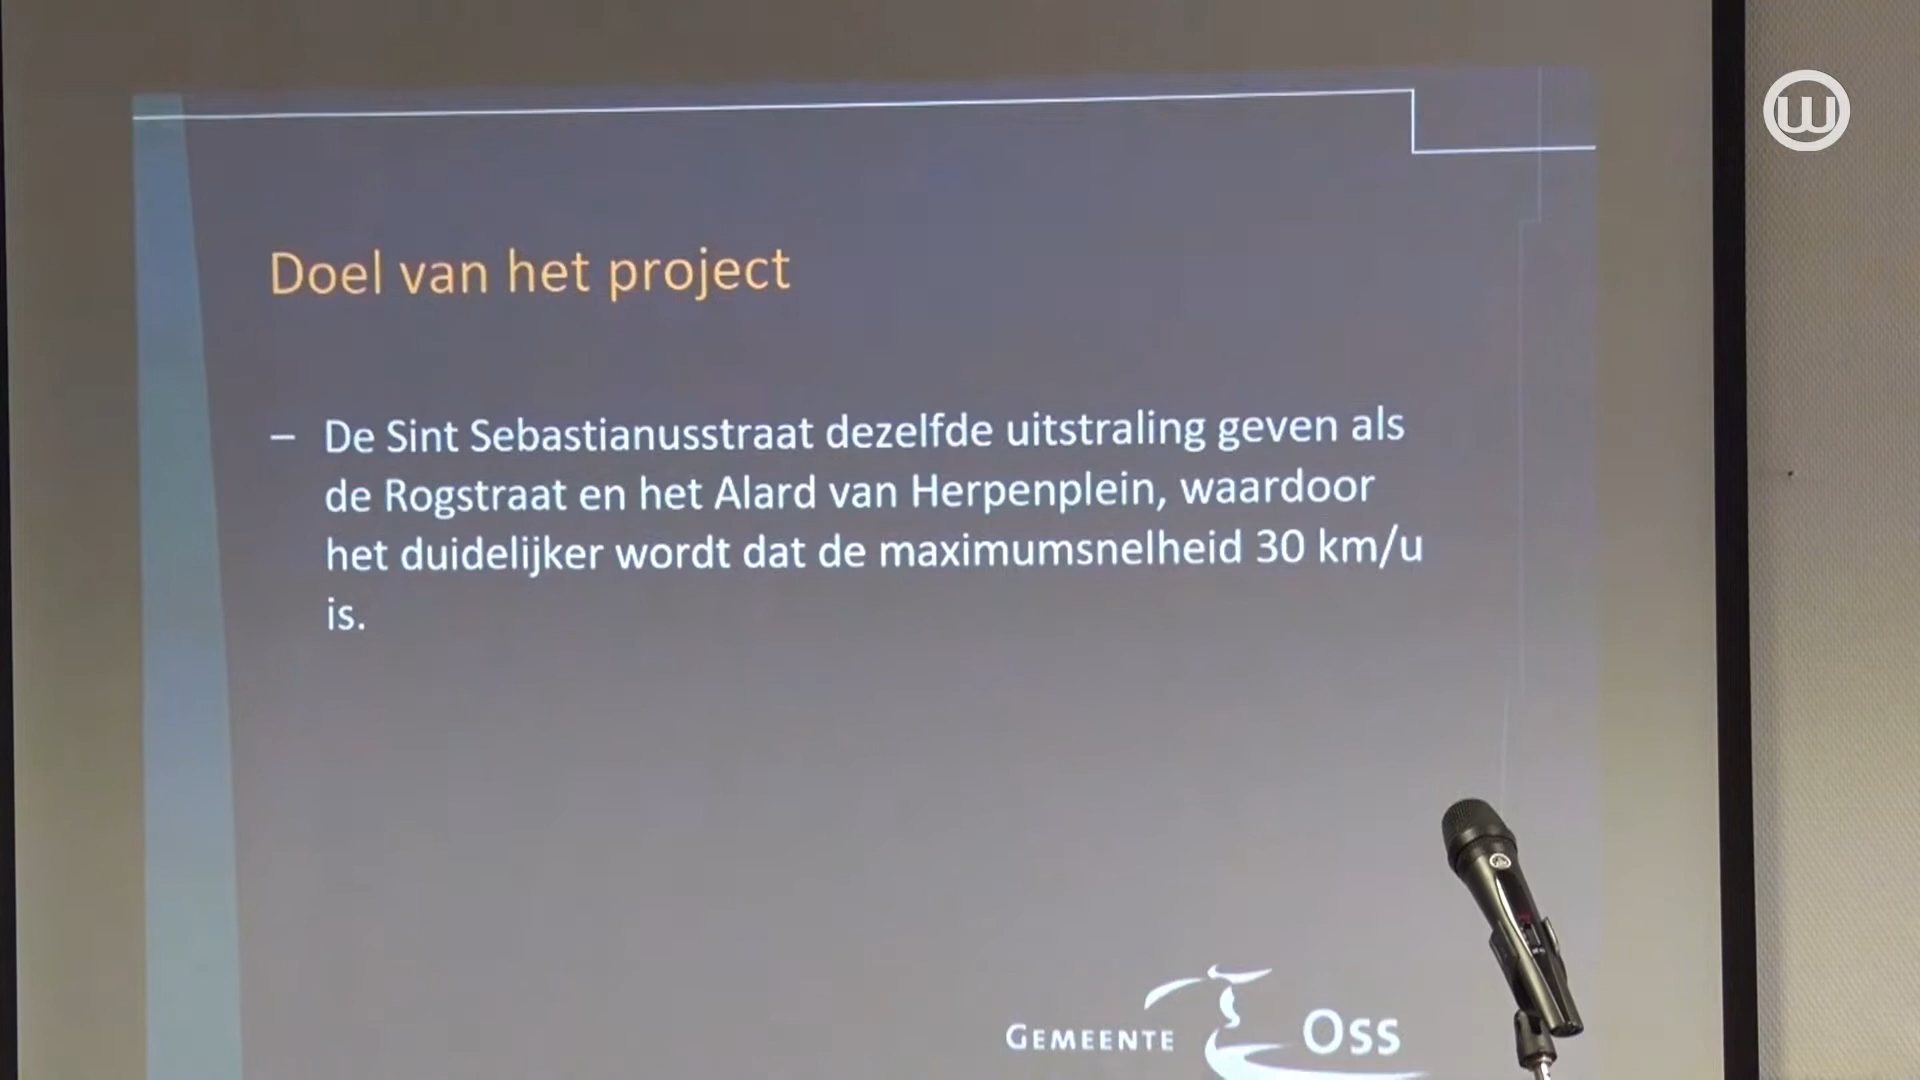 Doel van het project
– De Sint Sebastianusstraat dezelfde uitstraling geven als
de Rogstraat en het Alard van Herpenplein, waardoor
het duidelijker wordt dat de maximumsnelheid 30 km/u
is.
GEMEENTE OSS
W